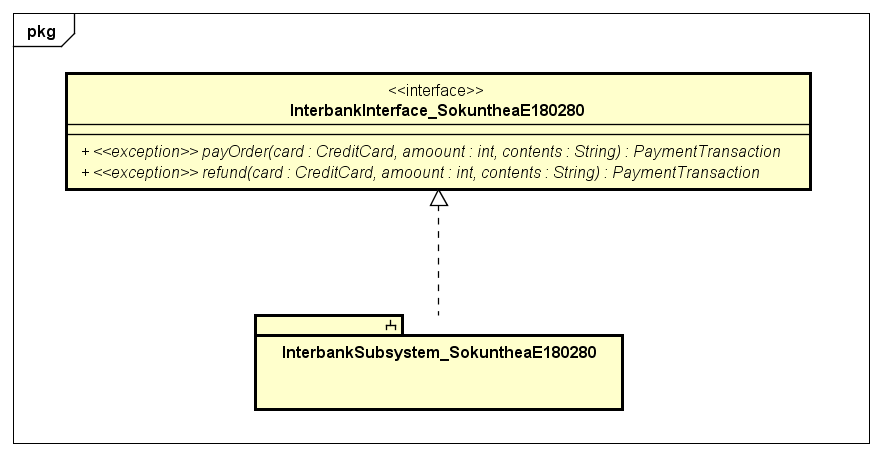 pkg
<<interface>>
InterbankInterface_SokuntheaE180280
+ <<exception>> payOrder(card : CreditCard, amoount : int, contents : String) : PaymentTransaction
+ <<exception>> refund(card : CreditCard, amoount : int, contents : String) : PaymentTransaction
InterbankSubsystem_SokuntheaE180280